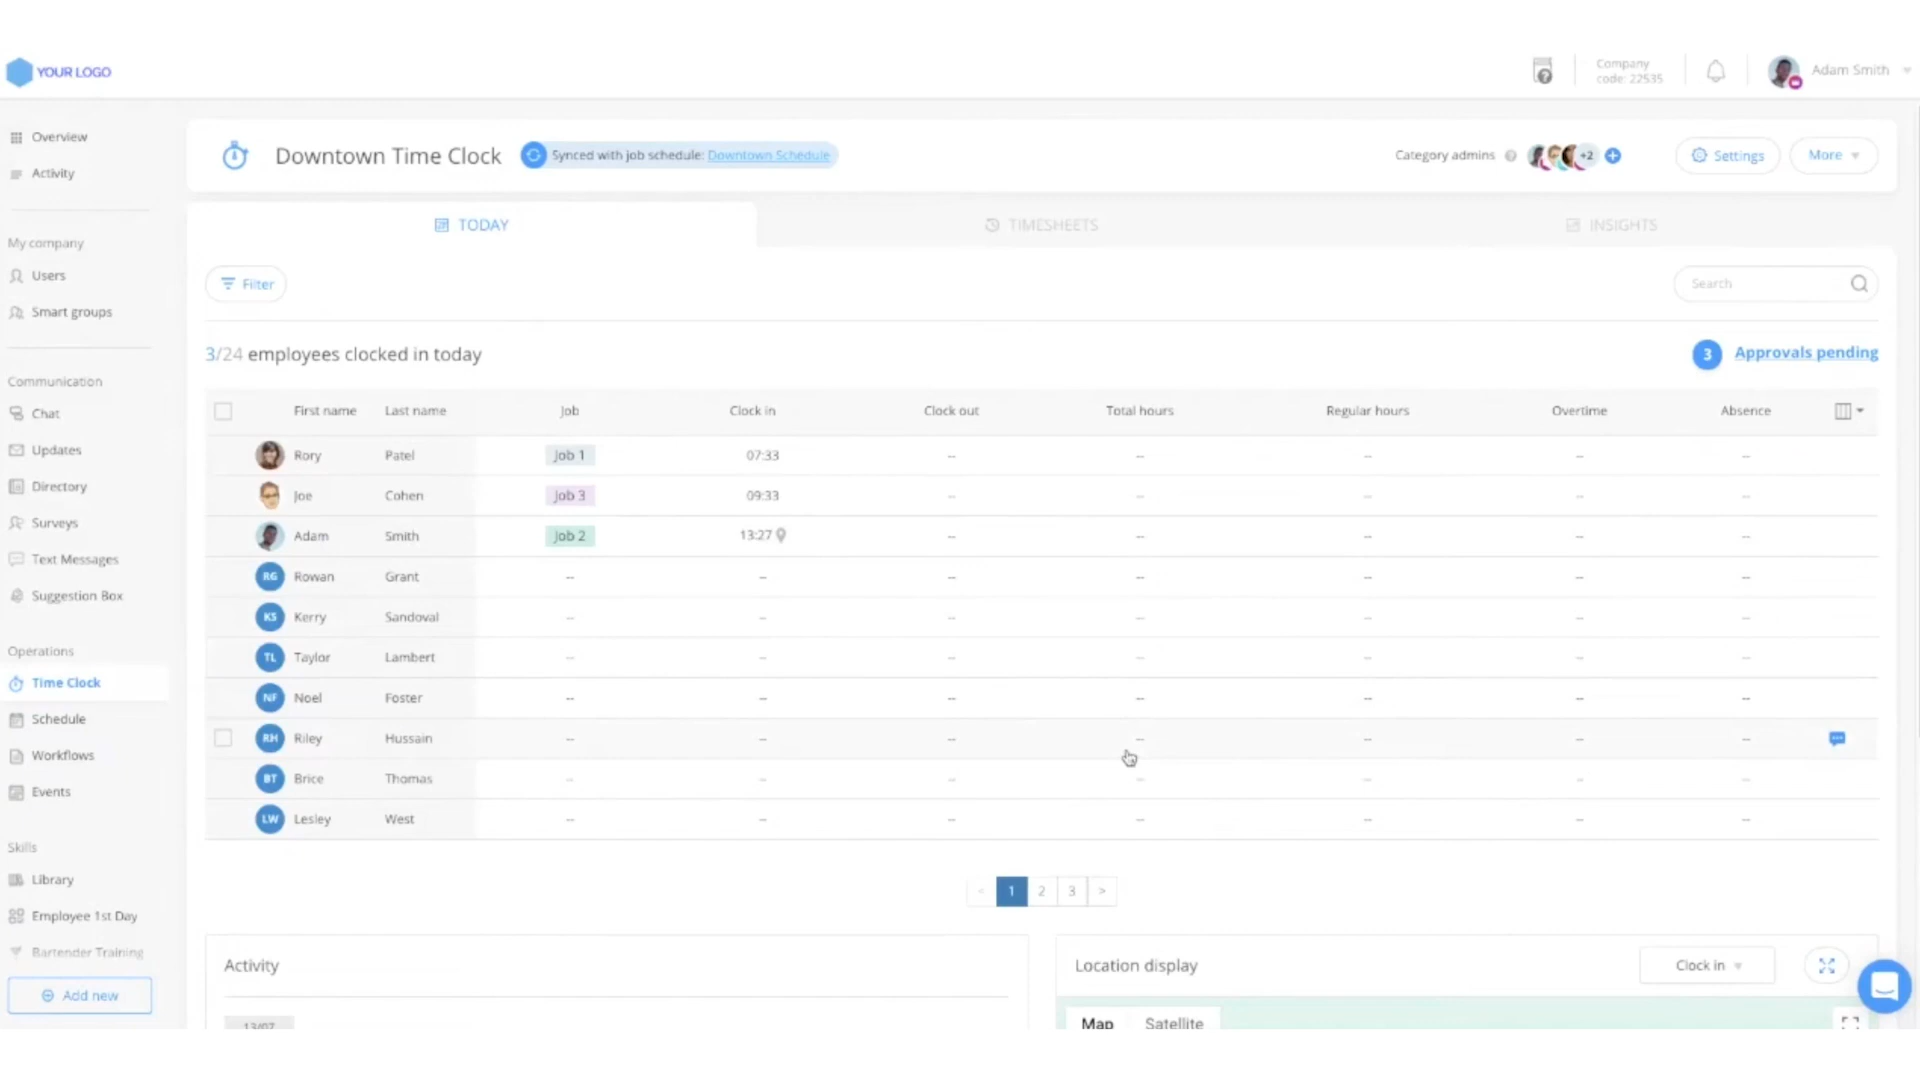 YOUR LOGO
Company
code: 22535
Adam Smith
Overview
Activity
My company
Users
Smart groups
Communication
Chat
Updates
Directory
Surveys
Text Messages
Suggestion Box
Operations
Time Clock
Schedule
Workflows
Events
Skills
Library
Employee 1st Day
Bartender Training
Add new
Downtown Time Clock
Synced with job schedule: Downtown Schedule
Category admins
+2
Settings
More
TODAY
TIMESHEETS
INSIGHTS
Filter
Search
3/24 employees clocked in today
3 Approvals pending
First name Last name Job Clock in Clock out Total hours Regular hours Overtime Absence
Rory Patel Job 1 07:33 -- -- -- -- --
Joe Cohen Job 3 09:33 -- -- -- -- --
Adam Smith Job 2 13:27 -- -- -- -- --
RG Rowan Grant -- -- -- -- -- -- --
KS Kerry Sandoval -- -- -- -- -- -- --
TL Taylor Lambert -- -- -- -- -- -- --
NF Noel Foster -- -- -- -- -- -- --
RH Riley Hussain -- -- -- -- -- -- --
BT Brice Thomas -- -- -- -- -- -- --
LW Lesley West -- -- -- -- -- -- --
< 1 2 3 >
Activity
13/07
Location display
Clock in
Map
Satellite